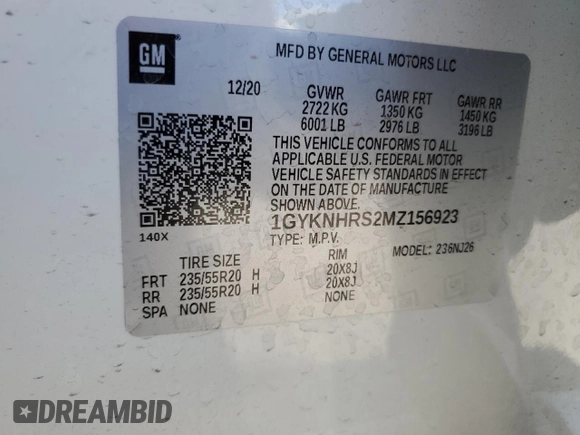 GM
MFD BY GENERAL MOTORS LLC
12/20
GVWR GAWR FRT GAWR RR
2722 KG 1350 KG 1450 KG
6001 LB 2976 LB 3196 LB
THIS VEHICLE CONFORMS TO ALL
APPLICABLE U.S. FEDERAL MOTOR
VEHICLE SAFETY STANDARDS IN EFFECT
ON THE DATE OF MANUFACTURE
SHOWN ABOVE.
1GYKNHRS2MZ156923
140X
TYPE: M.P.V. MODEL: 236NJ26
TIRE SIZE RIM
FRT 235/55R20 H 20X8J
RR 235/55R20 H 20X8J
SPA NONE NONE
DREAMBID